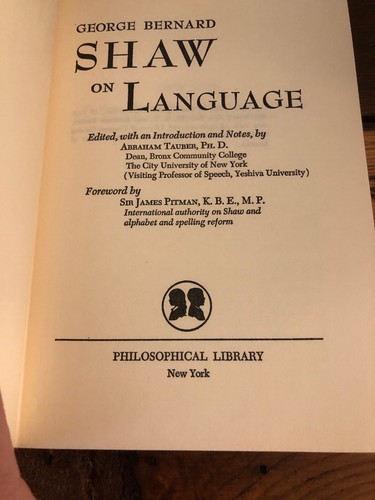 GEORGE BERNARD
SHAW
ON LANGUAGE
Edited, with an Introduction and Notes, by
ABRAHAM TAUBER, PH. D.
Dean, Bronx Community College
The City University of New York
(Visiting Professor of Speech, Yeshiva University)
Foreword by
SIR JAMES PITMAN, K. B. E., M. P.
International authority on Shaw and
alphabet and spelling reform
PHILOSOPHICAL LIBRARY
New York